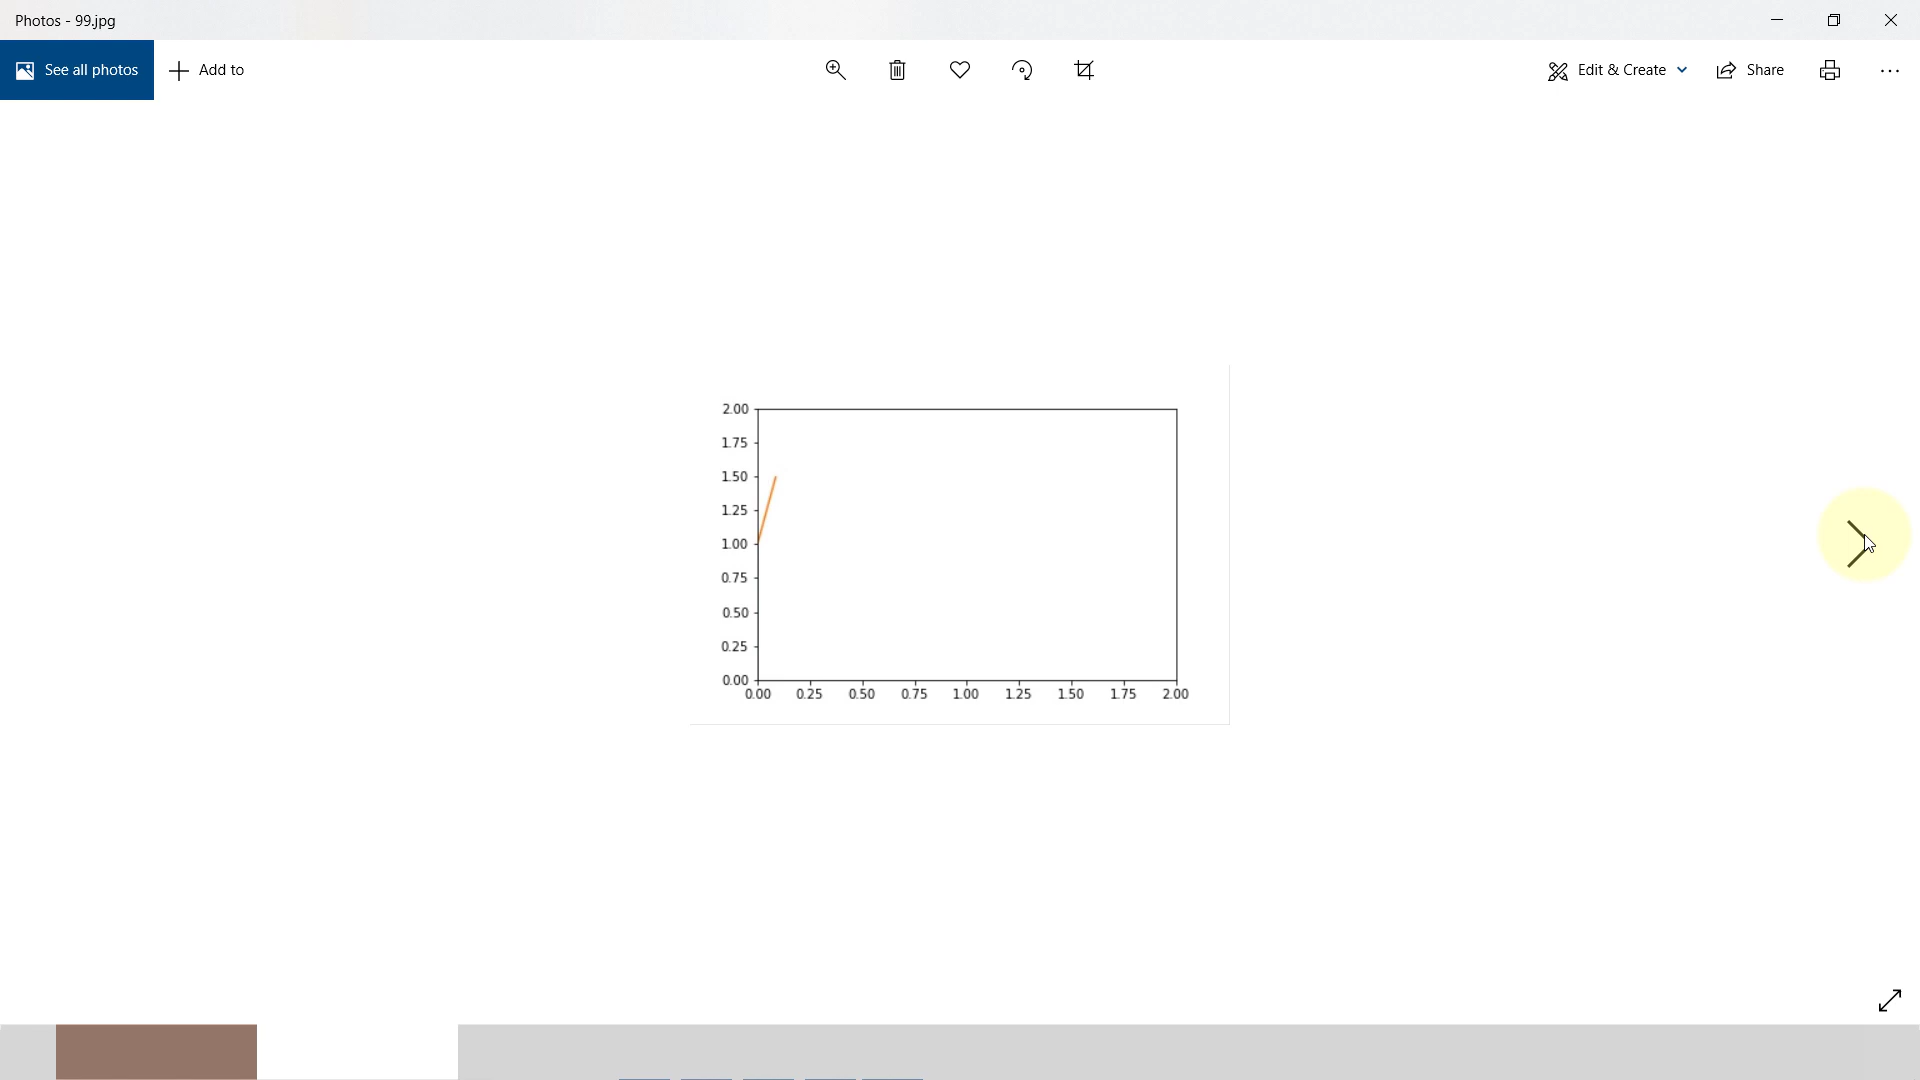 Photos - 99.jpg
See all photos
Add to
Edit & Create
Share
2.00
1.75
1.50
1.25
1.00
0.75
0.50
0.25
0.00
0.00 0.25 0.50 0.75 1.00 1.25 1.50 1.75 2.00